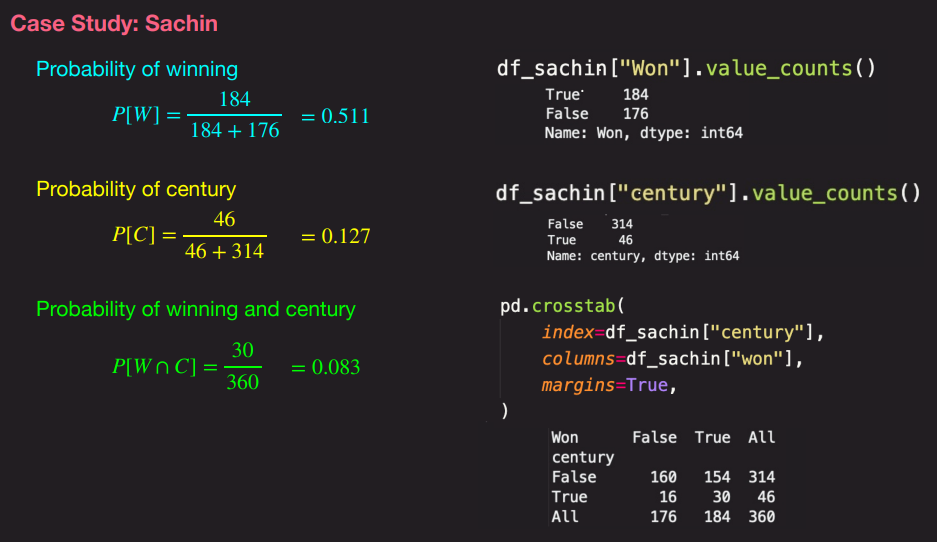 Case Study: Sachin
Probability of winning
P[W] = 184 / (184 + 176) = 0.511
df_sachin["Won"].value_counts()
True 184
False 176
Name: Won, dtype: int64
Probability of century
P[C] = 46 / (46 + 314) = 0.127
df_sachin["century"].value_counts()
False 314
True 46
Name: century, dtype: int64
Probability of winning and century
P[W ∩ C] = 30 / 360 = 0.083
pd.crosstab(
index=df_sachin["century"],
columns=df_sachin["won"],
margins=True,
)
Won False True All
century
False 160 154 314
True 16 30 46
All 176 184 360